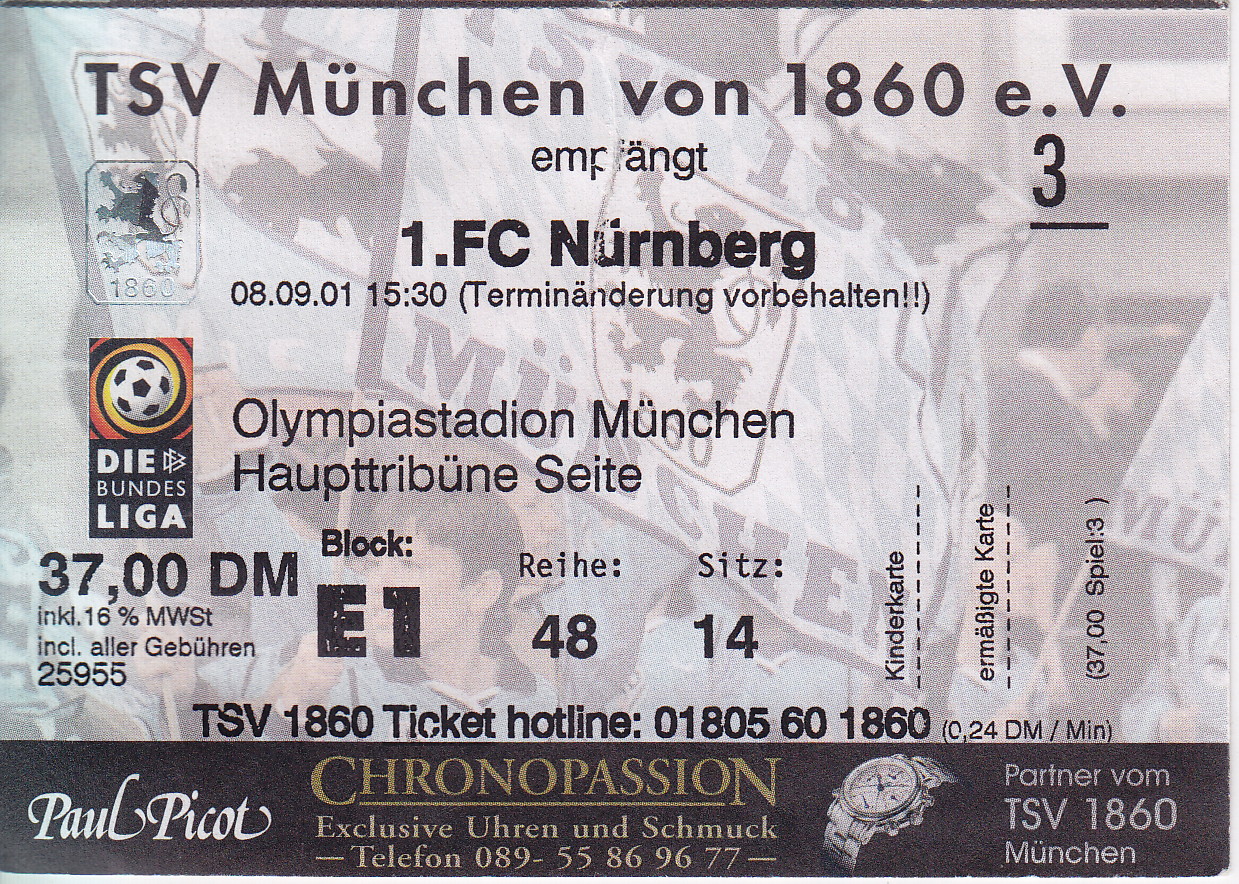 TSV München von 1860 e.V.
empfängt
3
1.FC Nürnberg
08.09.01 15:30 (Terminänderung vorbehalten!!)
1860
DIE DFB
BUNDES
LIGA
Olympiastadion München
Haupttribüne Seite
37,00 DM
inkl.16 % MWSt
incl. aller Gebühren
25955
Block:
E1
Reihe:
48
Sitz:
14
Kinderkarte
ermäßigte Karte
(37,00 Spiel:3 )
TSV 1860 Ticket hotline: 01805 60 1860 (0,24 DM / Min)
Paul Picot
CHRONOPASSION
Exclusive Uhren und Schmuck
Telefon 089- 55 86 96 77
Partner vom
TSV 1860
München